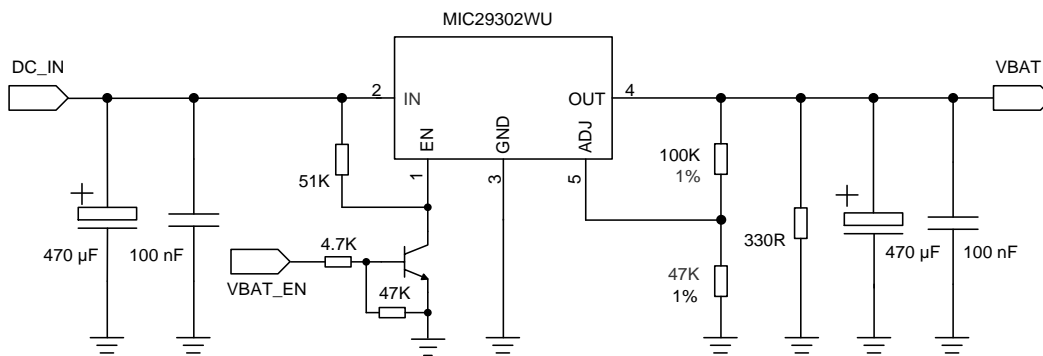 MIC29302WU
DC_IN
VBAT
2
IN
OUT
4
EN
GND
ADJ
1
3
5
51K
100K
1%
470 µF
100 nF
4.7K
VBAT_EN
47K
47K
1%
330R
470 µF
100 nF